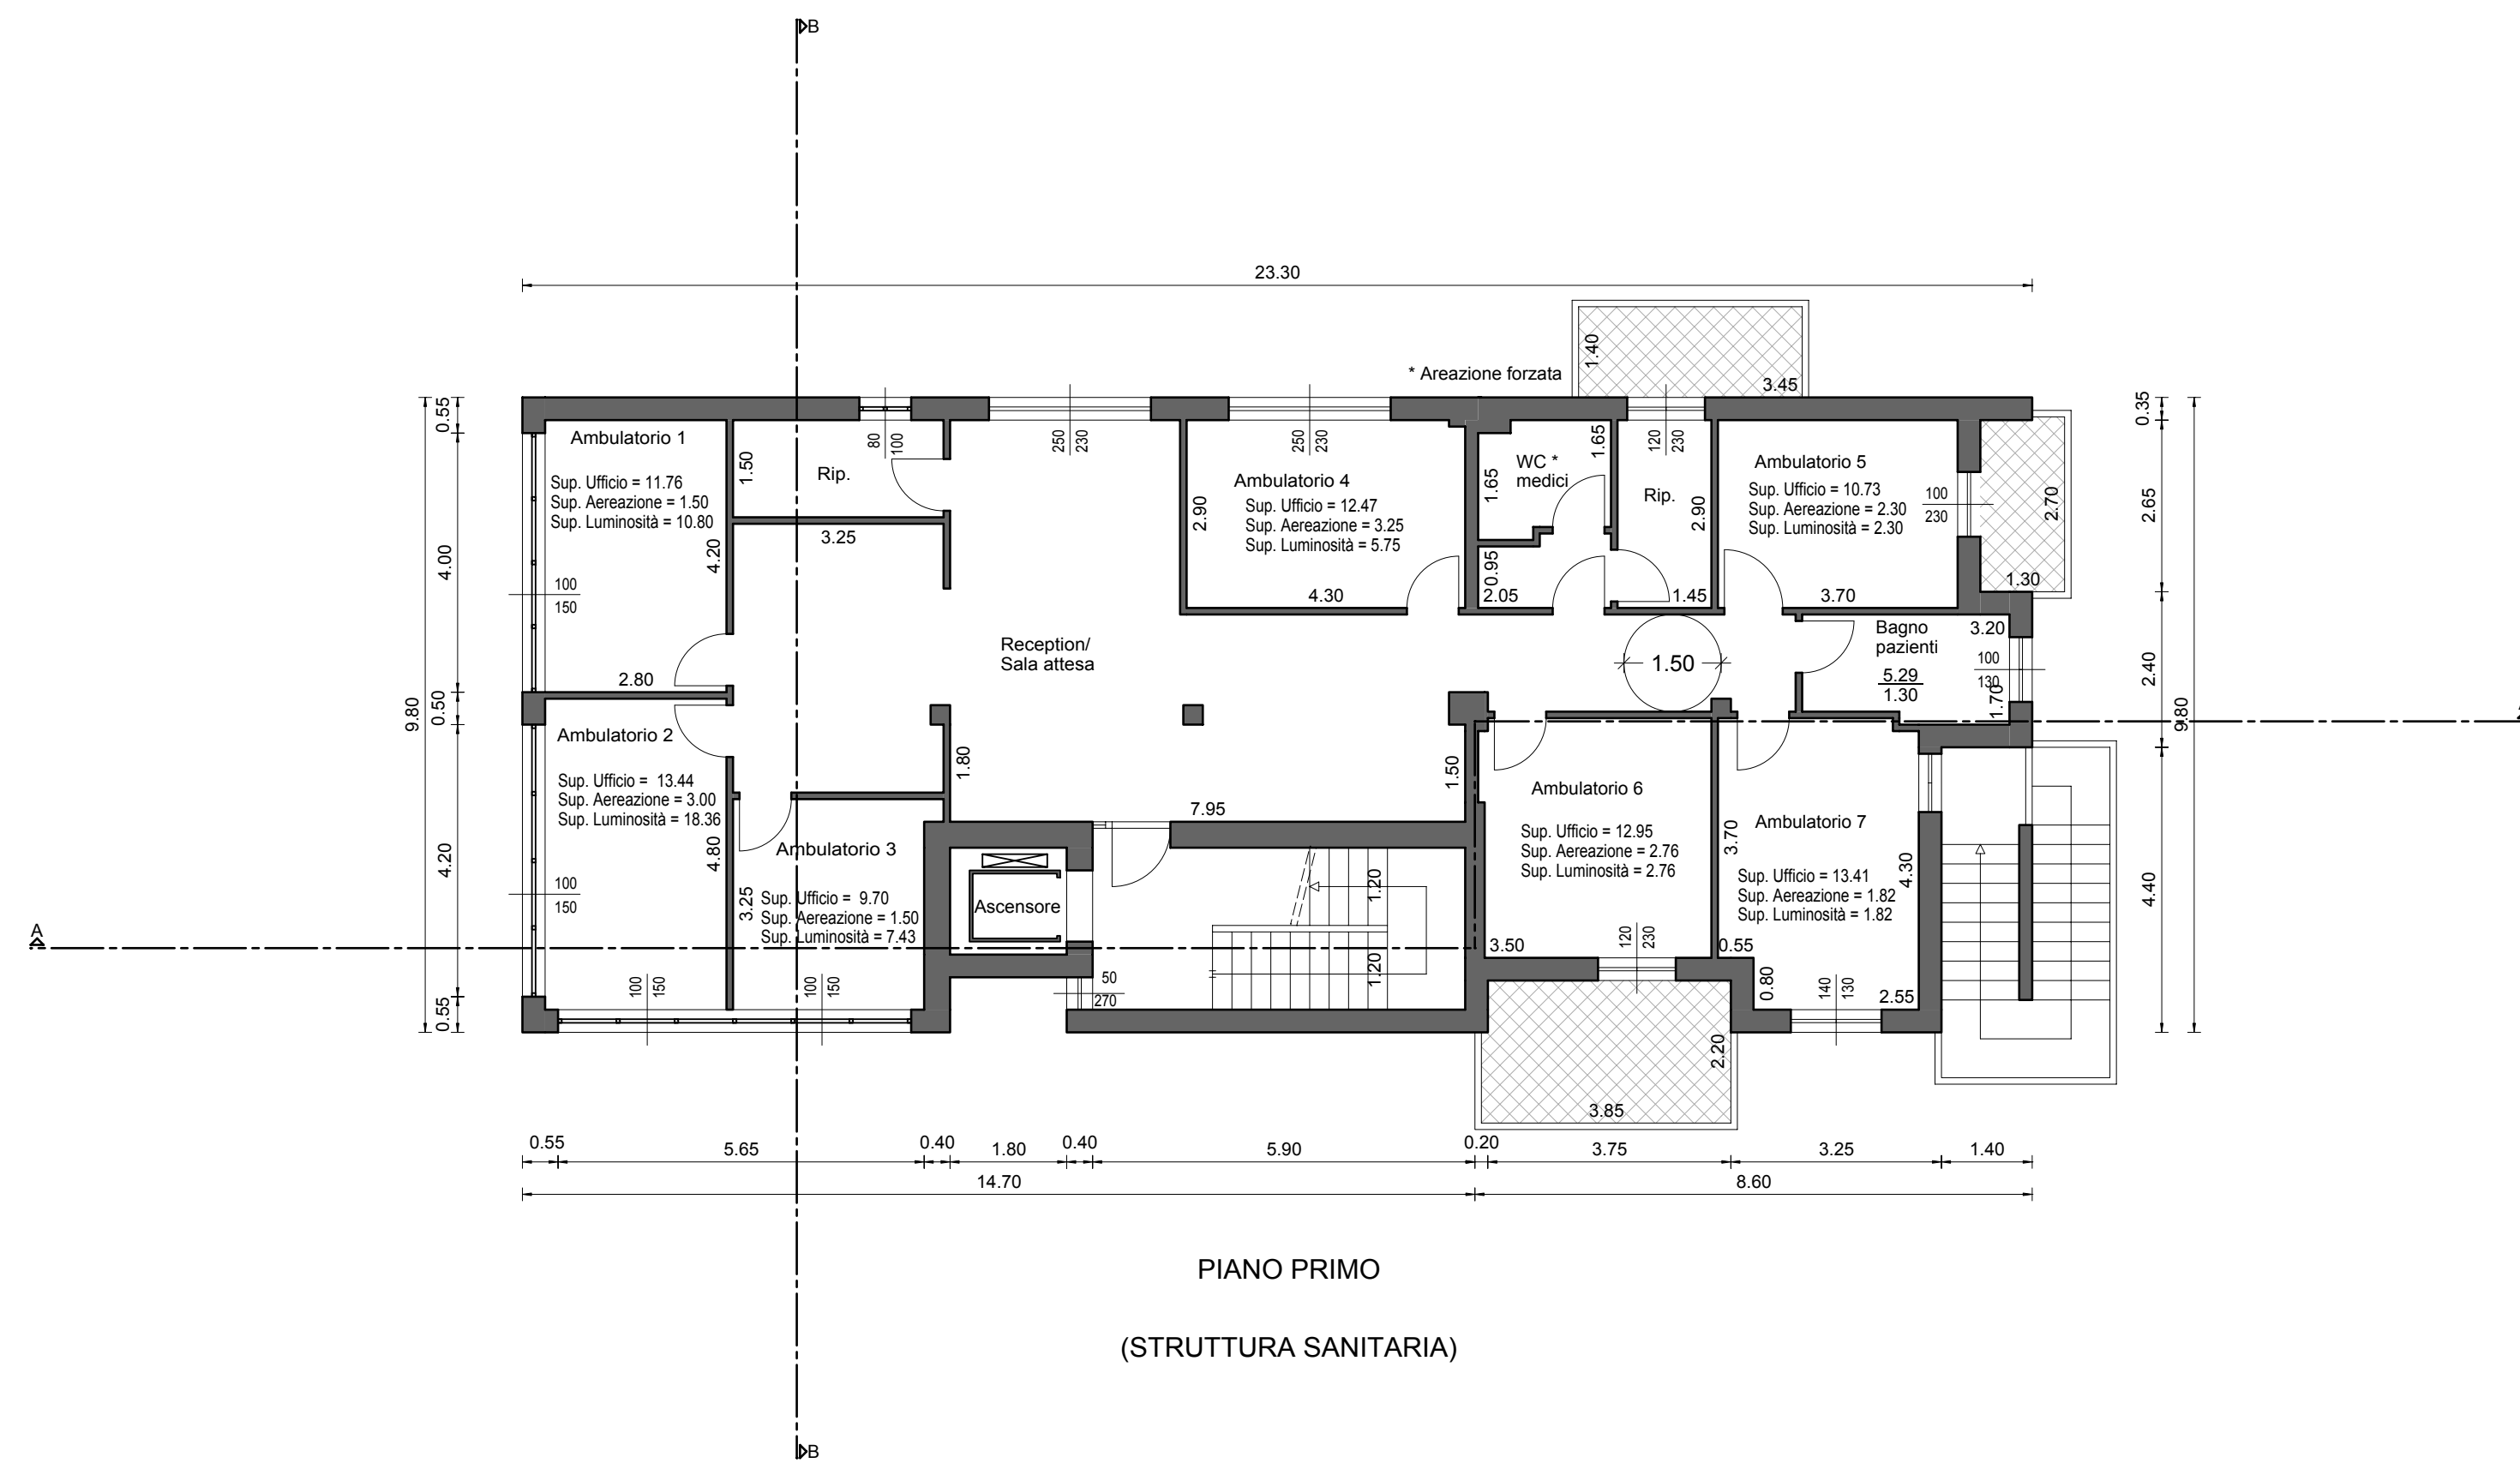 B
23.30
1.40
3.45
* Areazione forzata
0.55
4.00
0.50
4.20
0.55
9.80
0.35
2.65
2.40
4.40
9.80
Ambulatorio 1
Sup. Ufficio = 11.76
Sup. Aereazione = 1.50
Sup. Luminosità = 10.80
100
150
4.20
2.80
1.50
Rip.
80
100
3.25
250
230
250
230
Ambulatorio 4
Sup. Ufficio = 12.47
Sup. Aereazione = 3.25
Sup. Luminosità = 5.75
2.90
4.30
WC *
medici
1.65
1.65
0.95
2.05
120
230
Rip.
2.90
1.45
Ambulatorio 5
Sup. Ufficio = 10.73
Sup. Aereazione = 2.30
Sup. Luminosità = 2.30
100
230
3.70
2.70
1.30
Reception/
Sala attesa
1.50
Bagno
pazienti
5.29
1.30
3.20
100
130
1.70
Ambulatorio 2
Sup. Ufficio = 13.44
Sup. Aereazione = 3.00
Sup. Luminosità = 18.36
100
150
4.80
100
150
1.80
7.95
1.50
Ambulatorio 3
Sup. Ufficio = 9.70
Sup. Aereazione = 1.50
Sup. Luminosità = 7.43
3.25
100
150
Ascensore
50
270
1.20
1.20
Ambulatorio 6
Sup. Ufficio = 12.95
Sup. Aereazione = 2.76
Sup. Luminosità = 2.76
3.50
120
230
3.70
Ambulatorio 7
Sup. Ufficio = 13.41
Sup. Aereazione = 1.82
Sup. Luminosità = 1.82
4.30
0.55
0.80
140
130
2.55
A
2.20
3.85
0.55
5.65
0.40
1.80
0.40
5.90
0.20
3.75
3.25
1.40
14.70
8.60
PIANO PRIMO
(STRUTTURA SANITARIA)
B